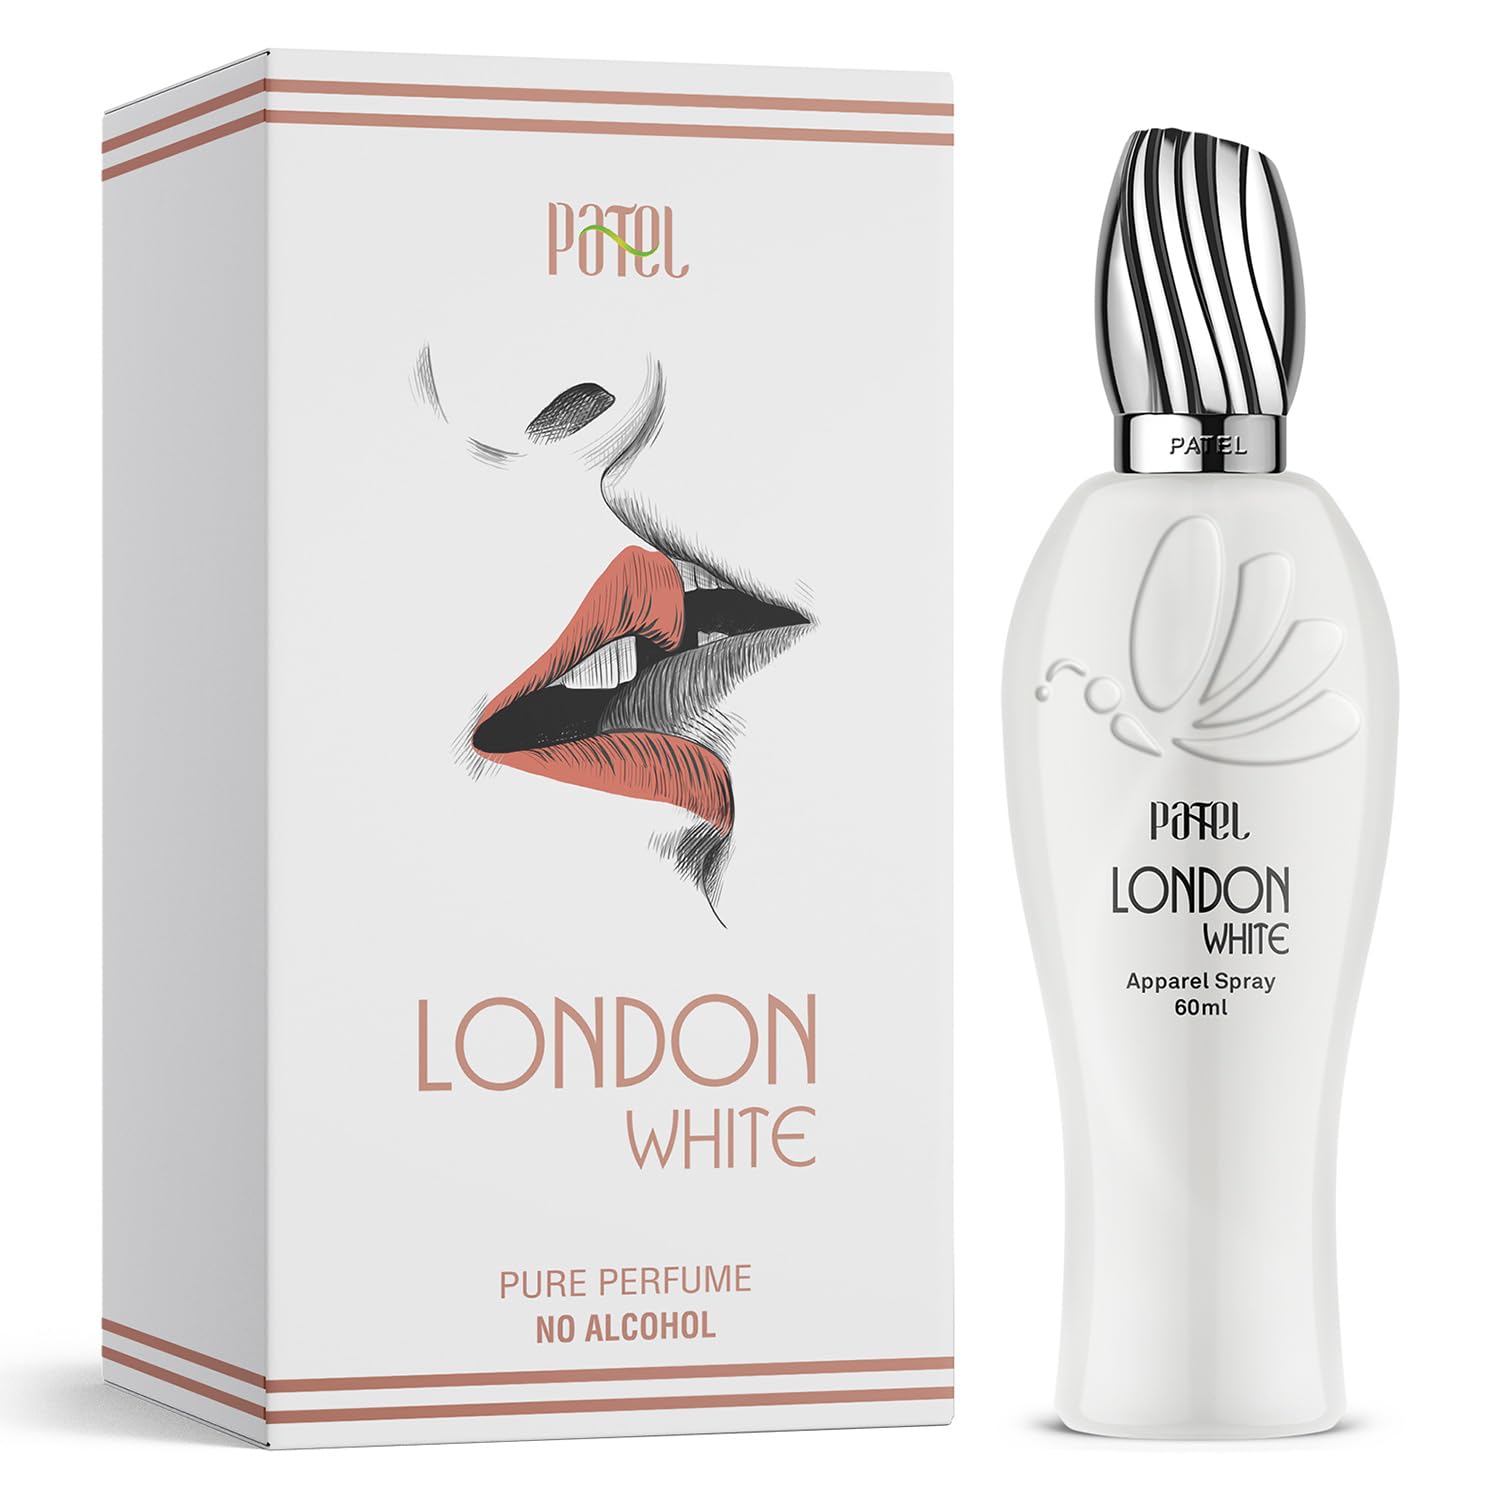 Patel
LONDON
WHITE
PURE PERFUME
NO ALCOHOL
PATEL
Patel
LONDON
WHITE
Apparel Spray
60ml